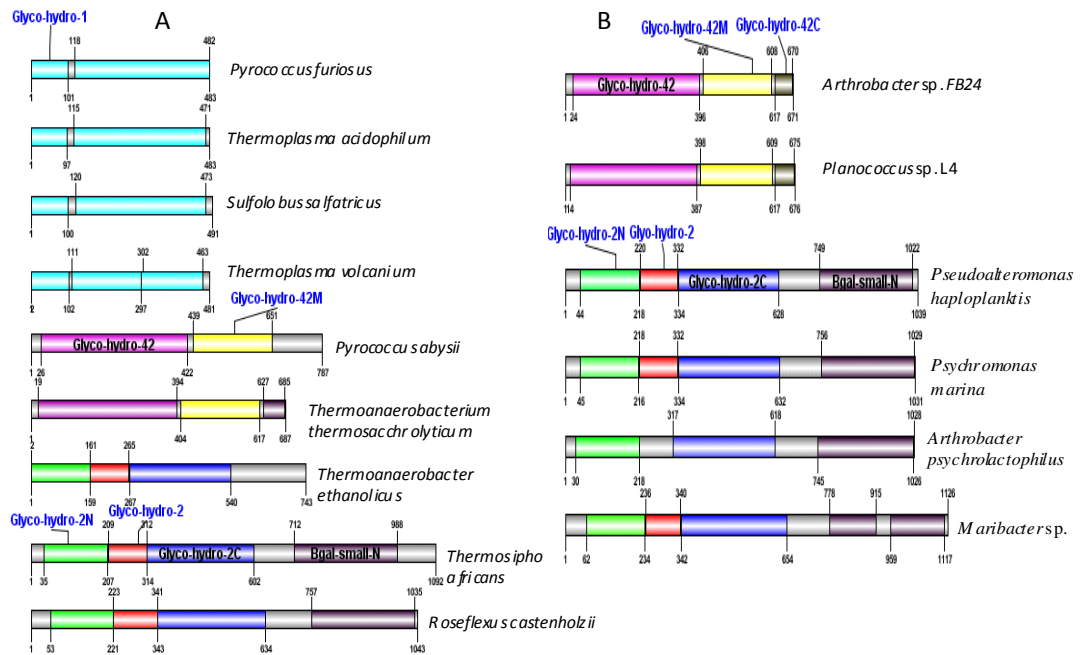 Glyco-hydro-1
A
118 482
Pyrococcus furiosus
1 101 483
115 471
Thermoplasma acidophilum
1 97 483
120 473
Sulfolobus salfatricus
1 100 491
111 302 463
Thermoplasma volcanium
2 102 297 481
Glyco-hydro-42M
439 651
Glyco-hydro-42
Pyrococcus abysii
1 26 422 787
19 394 627 685
Thermoanaerobacterium
thermosacchrolyticum
2 404 617 687
161 265
Thermoanaerobacter
ethanolicus
1 159 267 540 743
Glyco-hydro-2N
Glyco-hydro-2
209 312 712 988
Glyco-hydro-2C
Bgal-small-N
Thermosipho
africans
1 35 207 314 602 1092
223 341 757 1035
Roseflexus castenholzii
1 53 221 343 634 1043
B
Glyco-hydro-42M
Glyco-hydro-42C
406 608 670
Glyco-hydro-42
Arthrobacter sp. FB24
1 24 396 617 671
398 609 675
Planococcus sp. L4
114 387 617 676
Glyco-hydro-2N
Glyo-hydro-2
220 332 749 1022
Glyco-hydro-2C
Bgal-small-N
Pseudoalteromonas
haploplanktis
1 44 218 334 628 1039
218 332 756 1029
Psychromonas
marina
1 45 216 334 632 1031
317 618 1028
Arthrobacter
psychrolactophilus
1 30 218 745 1026
236 340 778 915 1126
Maribacter sp.
1 62 234 342 654 959 1117